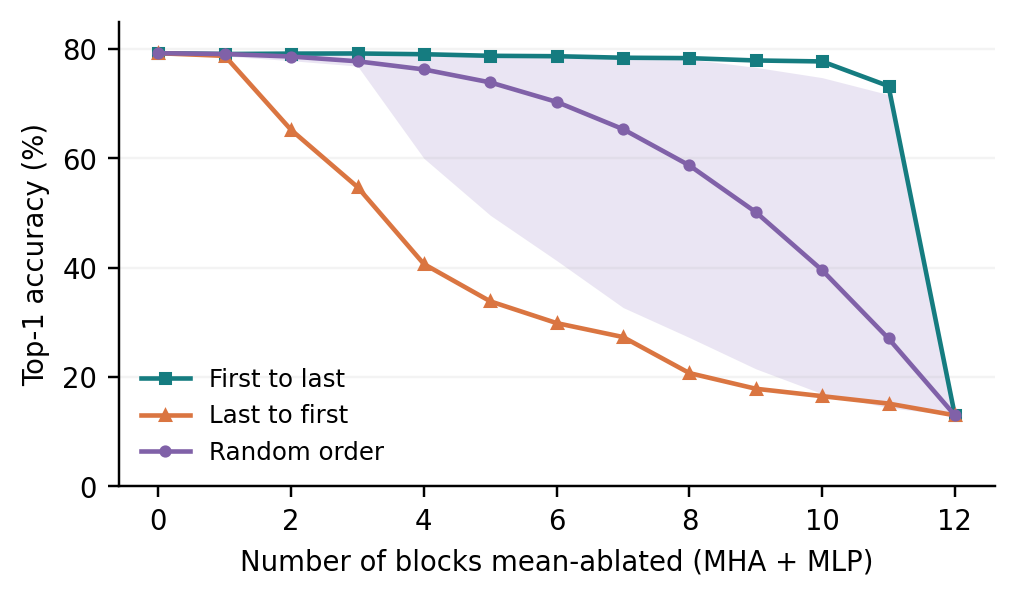 80
60
40
20
0
Top-1 accuracy (%)
First to last
Last to first
Random order
0 2 4 6 8 10 12
Number of blocks mean-ablated (MHA + MLP)